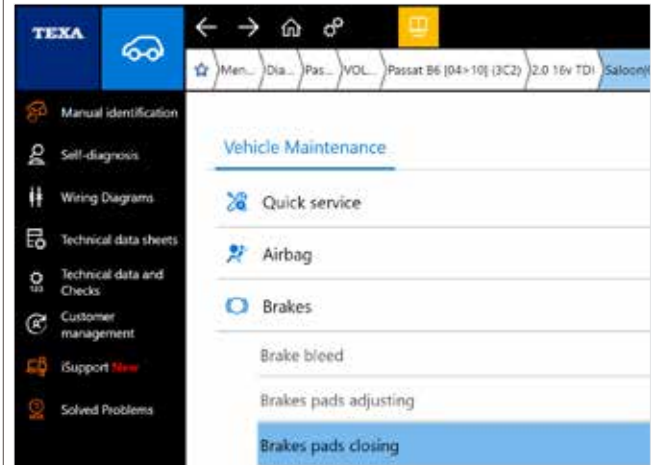 TEXA
Men... Dia... Pas... VOL... Passat B6 [04>10] (3C2) 2.0 16v TDI Saloon
Manual identification
Self-diagnosis
Wiring Diagrams
Technical data sheets
Technical data and
Checks
Customer
management
iSupport New
Solved Problems
Vehicle Maintenance
Quick service
Airbag
Brakes
Brake bleed
Brakes pads adjusting
Brakes pads closing